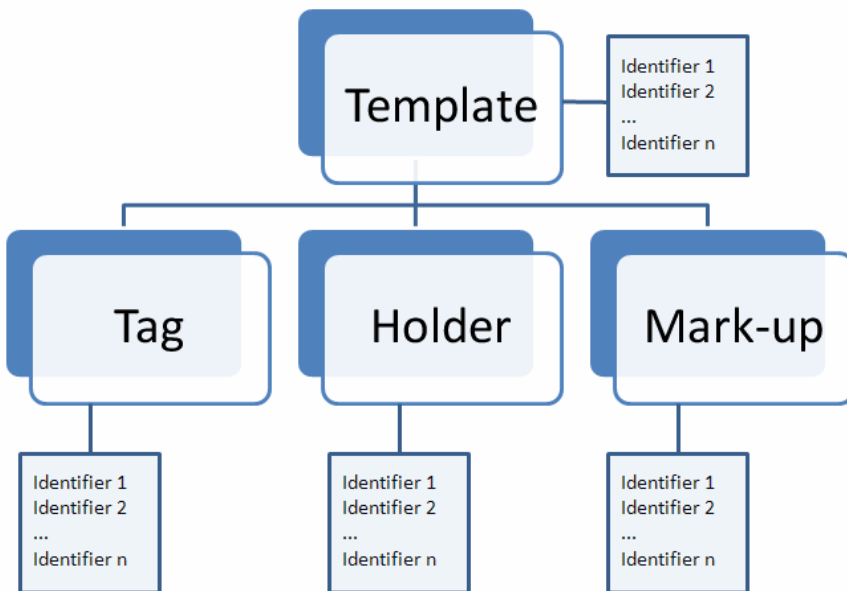 Template
Identifier 1
Identifier 2
...
Identifier n
Tag
Holder
Mark-up
Identifier 1
Identifier 2
...
Identifier n
Identifier 1
Identifier 2
...
Identifier n
Identifier 1
Identifier 2
...
Identifier n